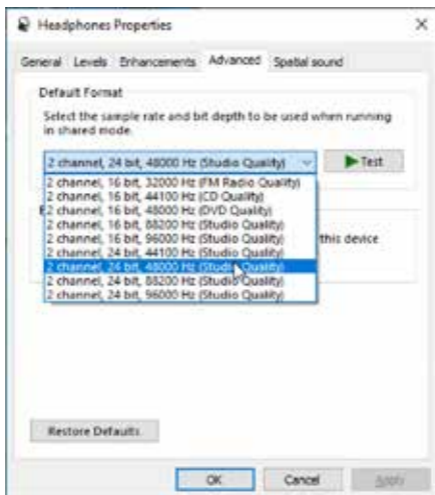 Headphones Properties
General Levels Enhancements Advanced Spatial sound
Default Format
Select the sample rate and bit depth to be used when running
in shared mode.
2 channel, 24 bit, 48000 Hz (Studio Quality)
Test
2 channel, 16 bit, 32000 Hz (FM Radio Quality)
2 channel, 16 bit, 44100 Hz (CD Quality)
2 channel, 16 bit, 48000 Hz (DVD Quality)
2 channel, 16 bit, 88200 Hz (Studio Quality)
2 channel, 16 bit, 96000 Hz (Studio Quality)
this device
2 channel, 24 bit, 44100 Hz (Studio Quality)
2 channel, 24 bit, 48000 Hz (Studio Quality)
2 channel, 24 bit, 88200 Hz (Studio Quality)
2 channel, 24 bit, 96000 Hz (Studio Quality)
Restore Defaults
OK Cancel Apply